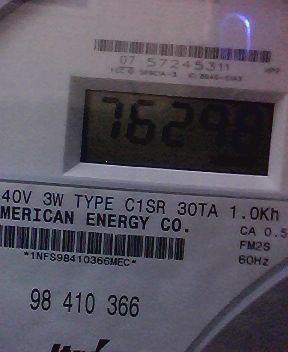 07 57245311
76298
40V 3W TYPE C1SR 30TA 1.0Kh
MERICAN ENERGY CO.
CA 0.5
FM2S
*1NFS98410366MEC*
60Hz
98 410 366